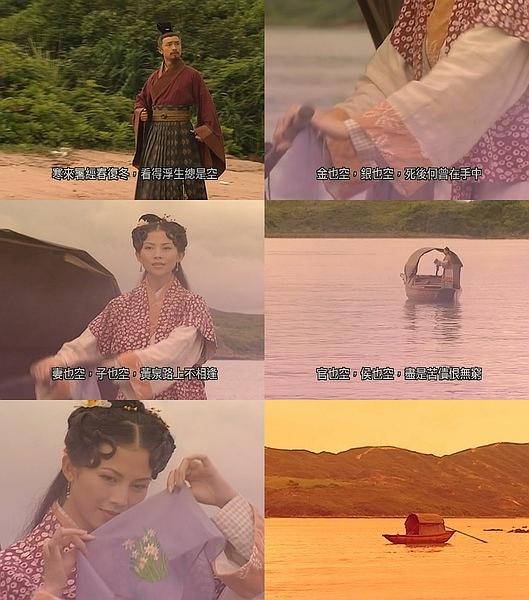 寒來暑經春復冬，看得浮生總是空
金也空，銀也空，死後何曾在手中
妻也空，子也空，黃泉路上不相逢
官也空，侯也空，盡是苦債恨無窮